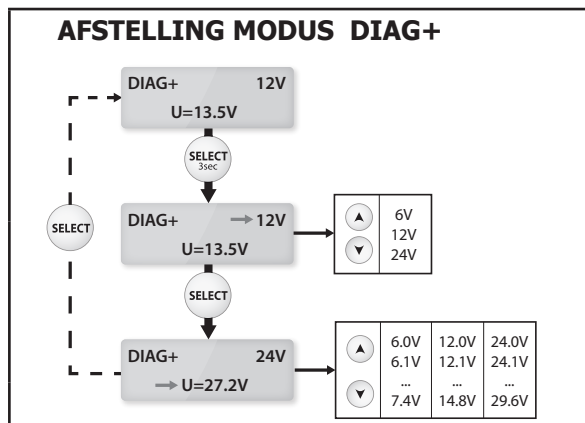 AFSTELLING MODUS DIAG+
DIAG+ 12V
U=13.5V
SELECT
3sec
DIAG+ → 12V
U=13.5V
6V
12V
24V
SELECT
SELECT
DIAG+ 24V
→ U=27.2V
6.0V 12.0V 24.0V
6.1V 12.1V 24.1V
... ... ...
7.4V 14.8V 29.6V